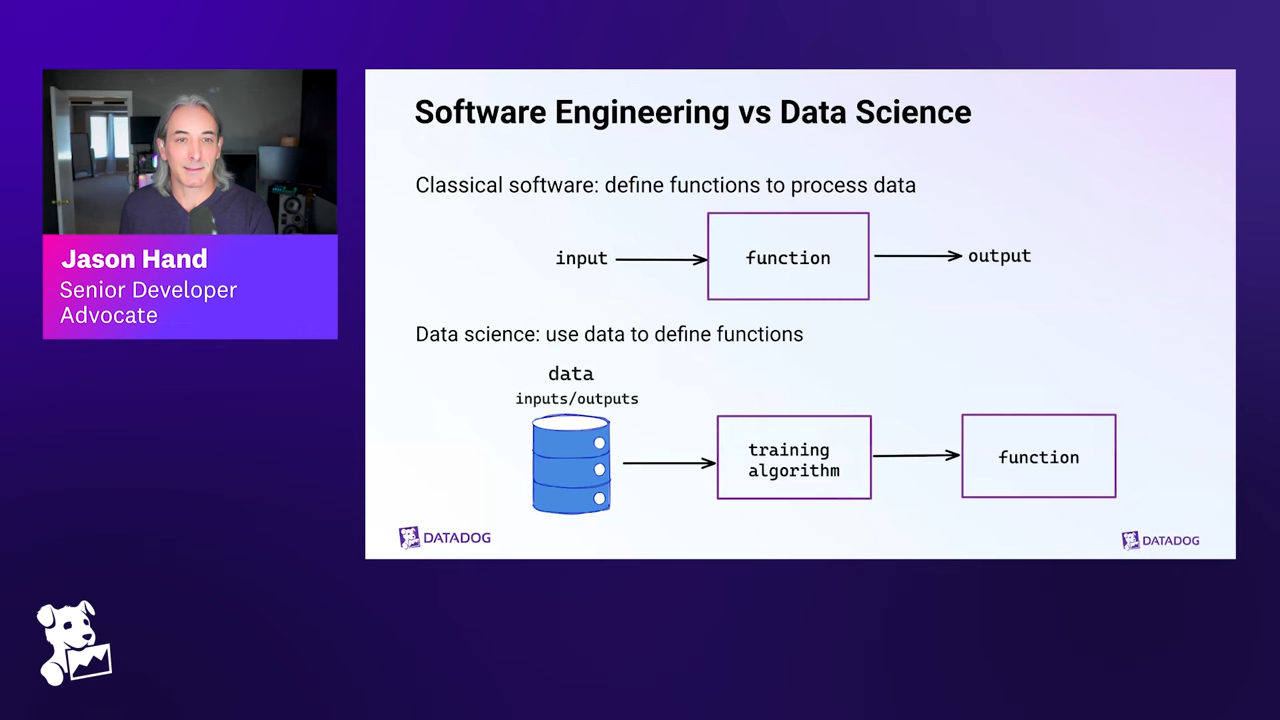 Jason Hand
Senior Developer
Advocate
Software Engineering vs Data Science
Classical software: define functions to process data
input
function
output
Data science: use data to define functions
data
inputs/outputs
training
algorithm
function
DATADOG
DATADOG